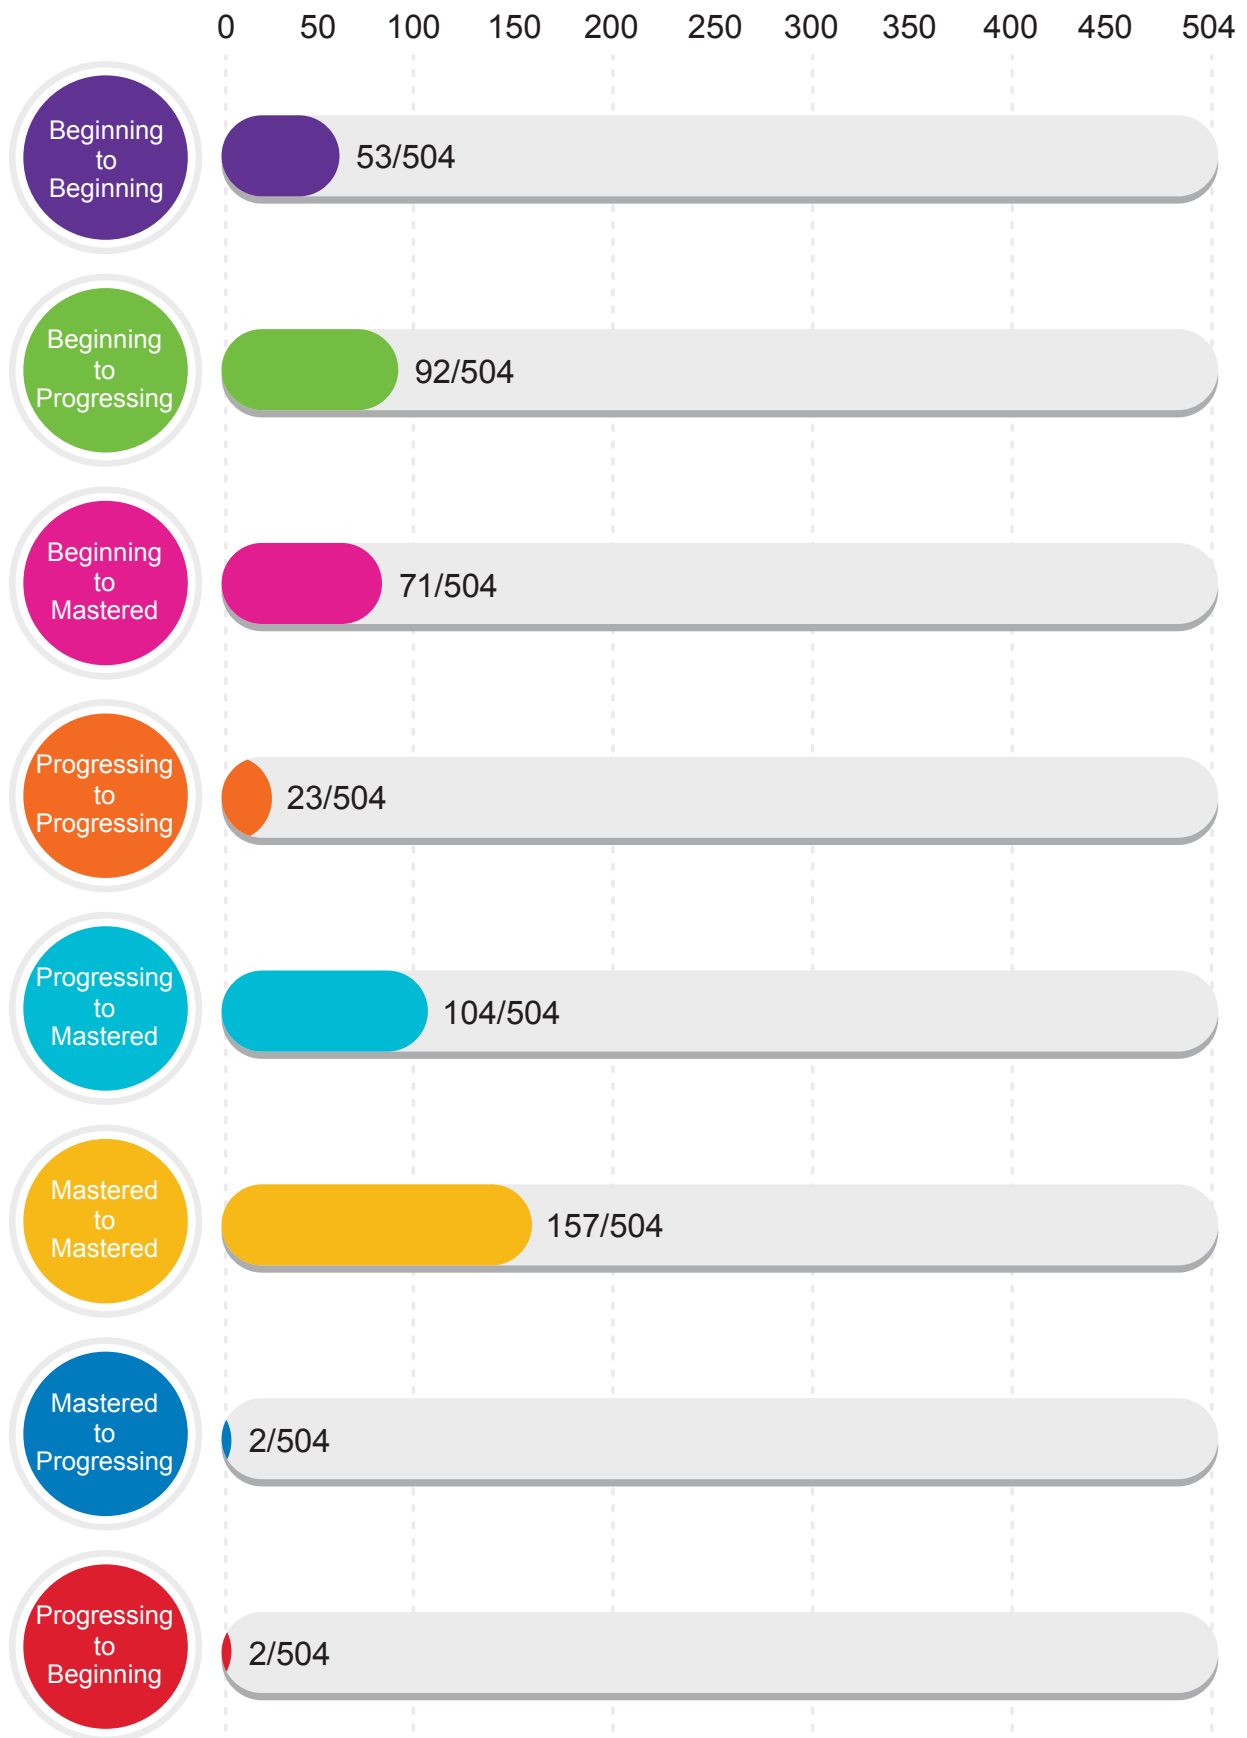 0 50 100 150 200 250 300 350 400 450 504
Beginning
to
Beginning
53/504
Beginning
to
Progressing
92/504
Beginning
to
Mastered
71/504
Progressing
to
Progressing
23/504
Progressing
to
Mastered
104/504
Mastered
to
Mastered
157/504
Mastered
to
Progressing
2/504
Progressing
to
Beginning
2/504